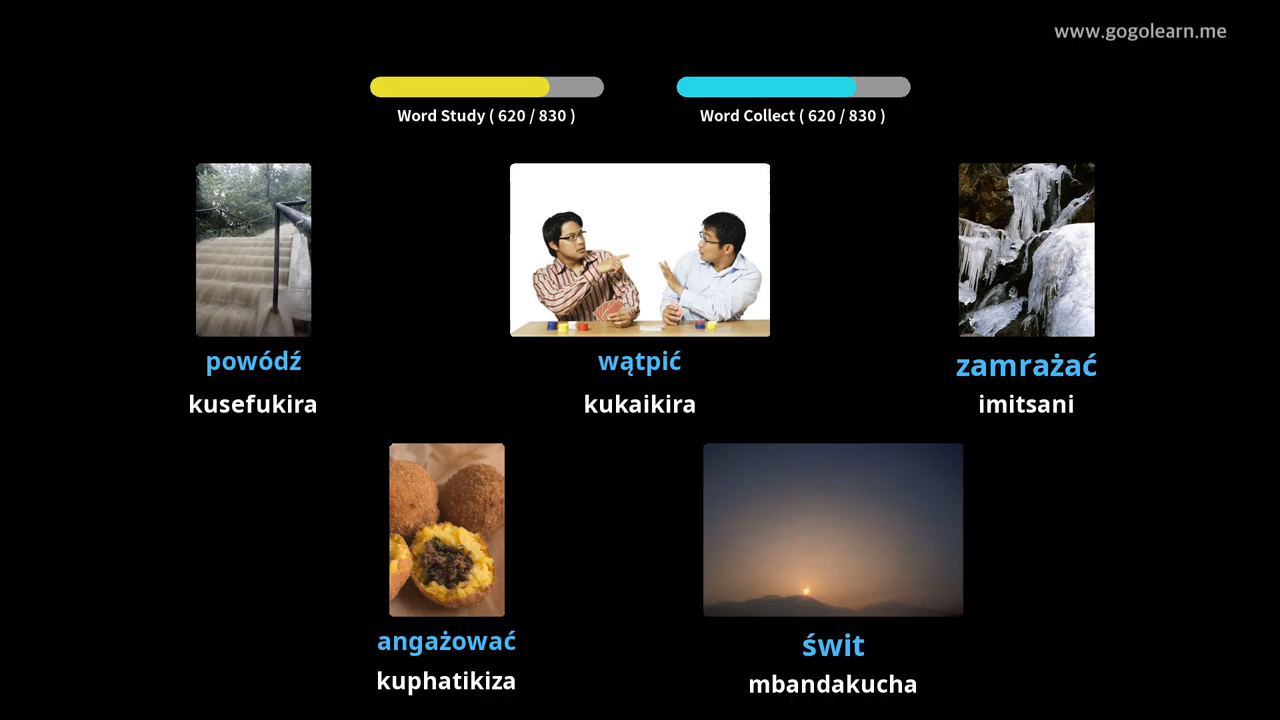 www.gogolearn.me
Word Study ( 620 / 830 )
Word Collect ( 620 / 830 )
powódź
wątpić
zamrażać
kusefukira
kukaikira
imitsani
angażować
świt
kuphatikiza
mbandakucha